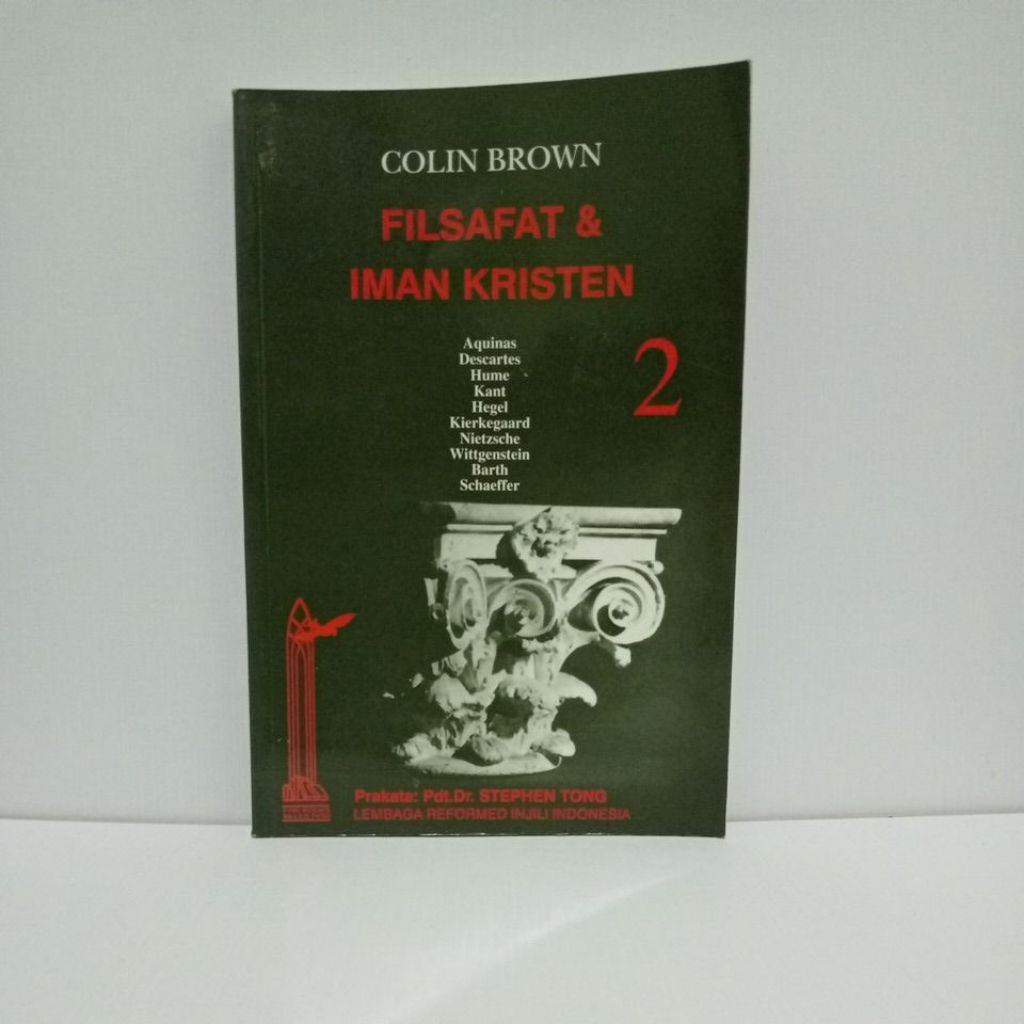 COLIN BROWN
FILSAFAT &
IMAN KRISTEN
2
Aquinas
Descartes
Hume
Kant
Hegel
Kierkegaard
Nietzsche
Wittgenstein
Barth
Schaeffer
Prakata: Pdt.Dr. STEPHEN TONG
LEMBAGA REFORMED INJILI INDONESIA